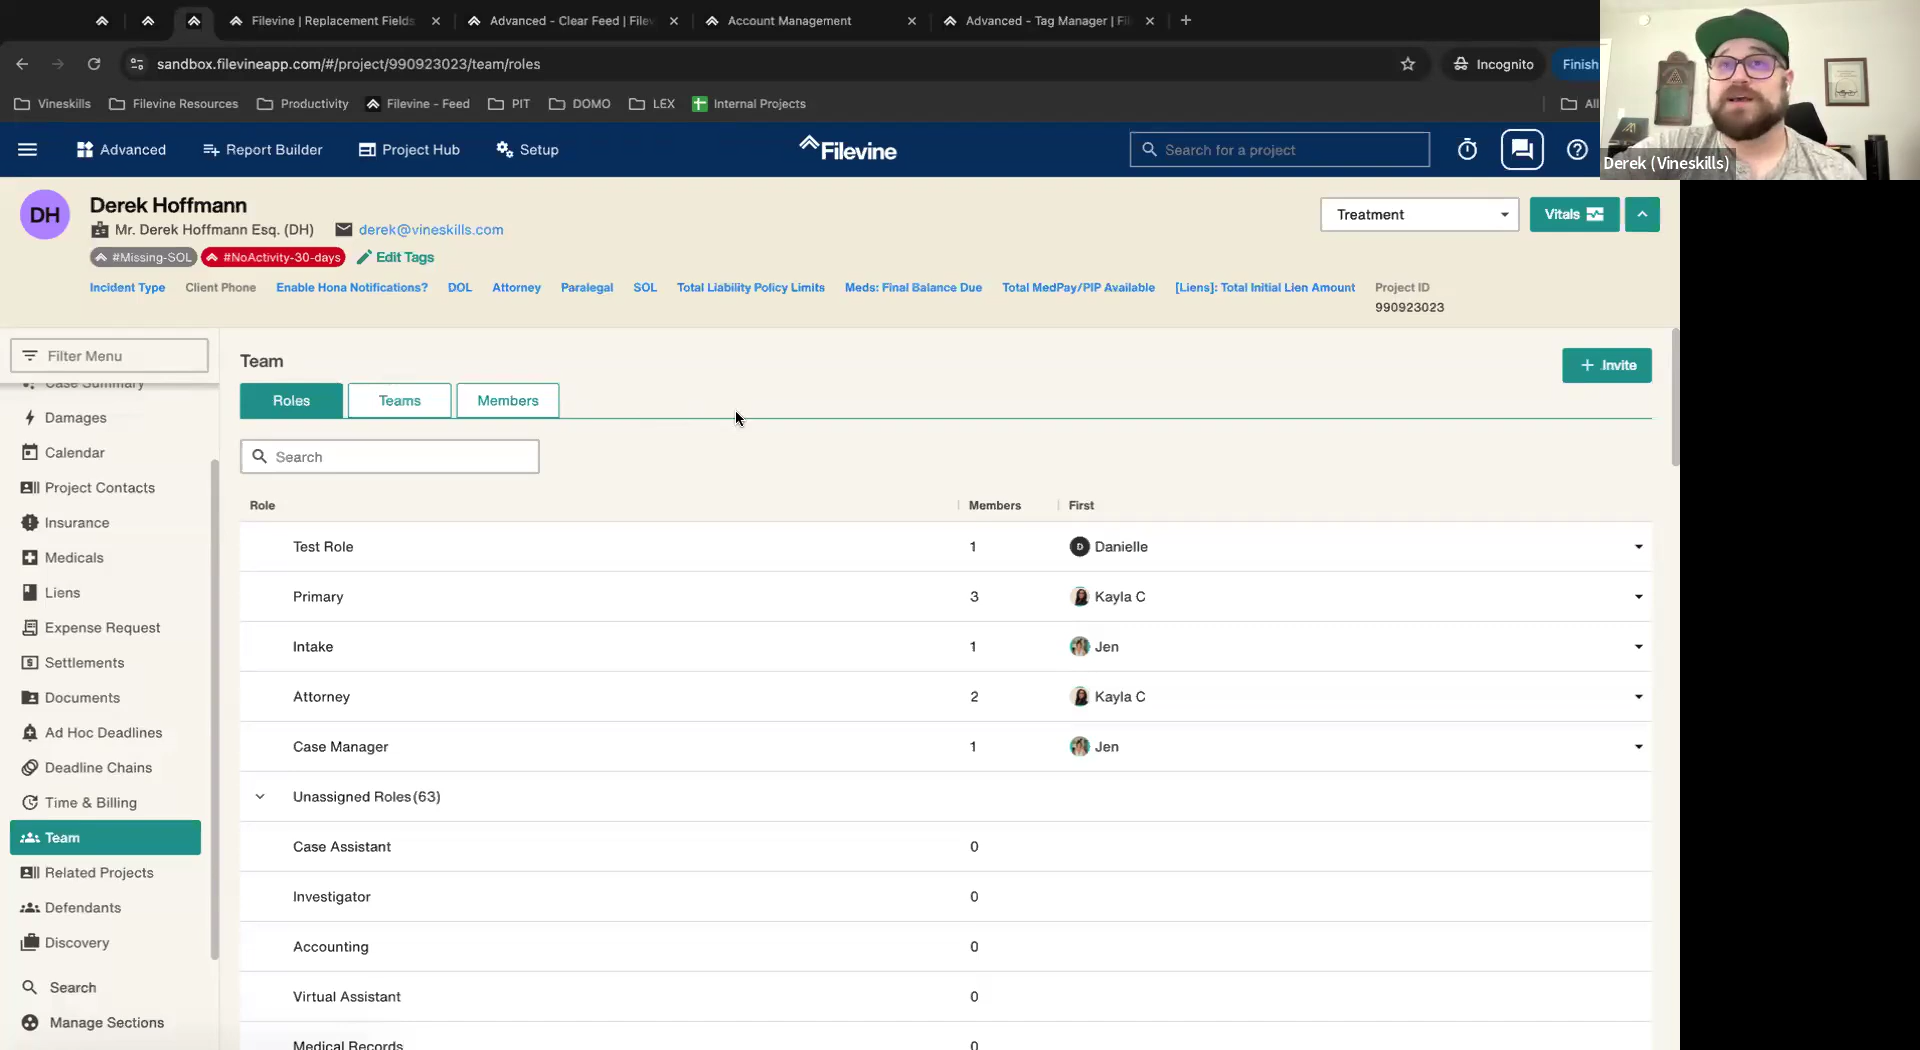 Filevine | Replacement Fields
Advanced - Clear Feed | Filev
Account Management
Advanced - Tag Manager | Fil
sandbox.filevineapp.com/#/project/990923023/team/roles
Incognito
Finish
Vineskills
Filevine Resources
Productivity
Filevine - Feed
PIT
DOMO
LEX
Internal Projects
All
Advanced
Report Builder
Project Hub
Setup
Filevine
Search for a project
Derek (Vineskills)
DH
Derek Hoffmann
Mr. Derek Hoffmann Esq. (DH)
derek@vineskills.com
#Missing-SOL
#NoActivity-30-days
Edit Tags
Treatment
Vitals
Incident Type
Client Phone
Enable Hona Notifications?
DOL
Attorney
Paralegal
SOL
Total Liability Policy Limits
Meds: Final Balance Due
Total MedPay/PIP Available
[Liens]: Total Initial Lien Amount
Project ID
990923023
Filter Menu
Case Summary
Damages
Calendar
Project Contacts
Insurance
Medicals
Liens
Expense Request
Settlements
Documents
Ad Hoc Deadlines
Deadline Chains
Time & Billing
Team
Related Projects
Defendants
Discovery
Search
Manage Sections
Team
Invite
Roles
Teams
Members
Search
Role Members First
Test Role 1 D Danielle
Primary 3 Kayla C
Intake 1 Jen
Attorney 2 Kayla C
Case Manager 1 Jen
Unassigned Roles (63)
Case Assistant 0
Investigator 0
Accounting 0
Virtual Assistant 0
Medical Records 0